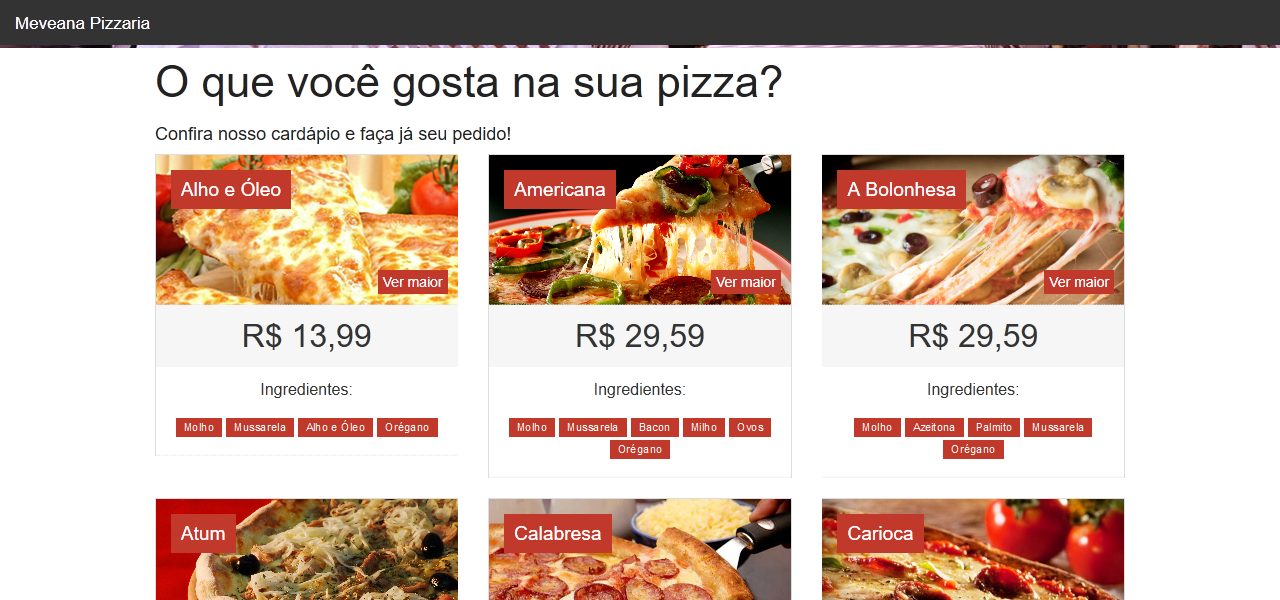 Meveana Pizzaria
O que você gosta na sua pizza?
Confira nosso cardápio e faça já seu pedido!
Alho e Óleo
Ver maior
R$ 13,99
Ingredientes:
Molho Mussarela Alho e Óleo Orégano
Americana
Ver maior
R$ 29,59
Ingredientes:
Molho Mussarela Bacon Milho Ovos
Orégano
A Bolonhesa
Ver maior
R$ 29,59
Ingredientes:
Molho Azeitona Palmito Mussarela
Orégano
Atum
Calabresa
Carioca